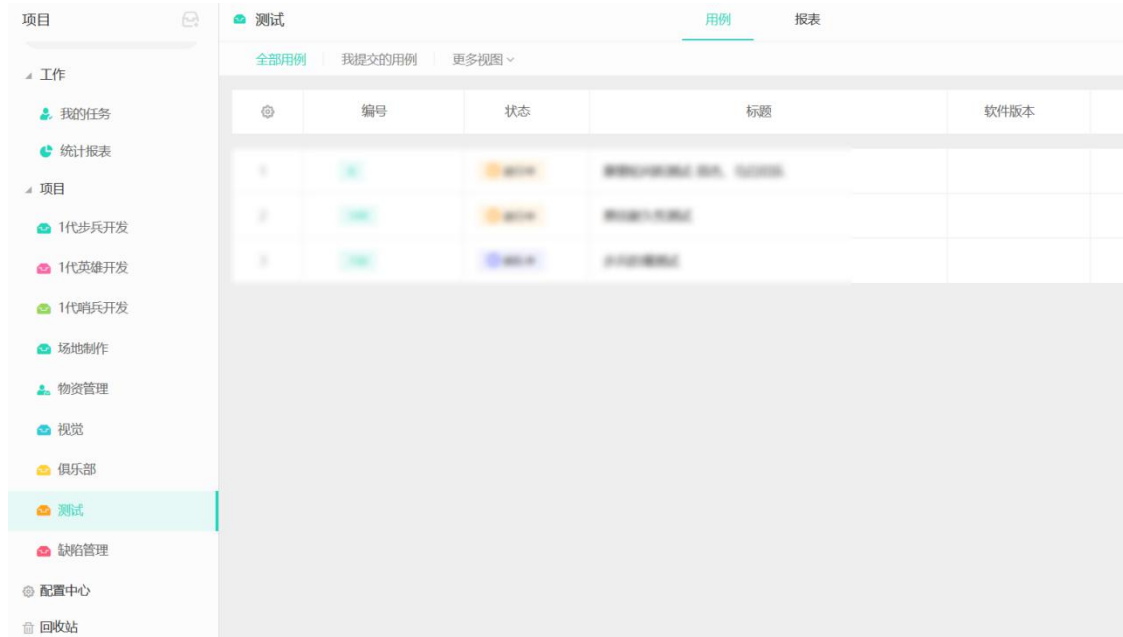 项目
测试
用例
报表
全部用例
我提交的用例
更多视图
工作
我的任务
统计报表
项目
1代步兵开发
1代英雄开发
1代哨兵开发
场地制作
物资管理
视觉
俱乐部
测试
缺陷管理
配置中心
回收站
编号
状态
标题
软件版本